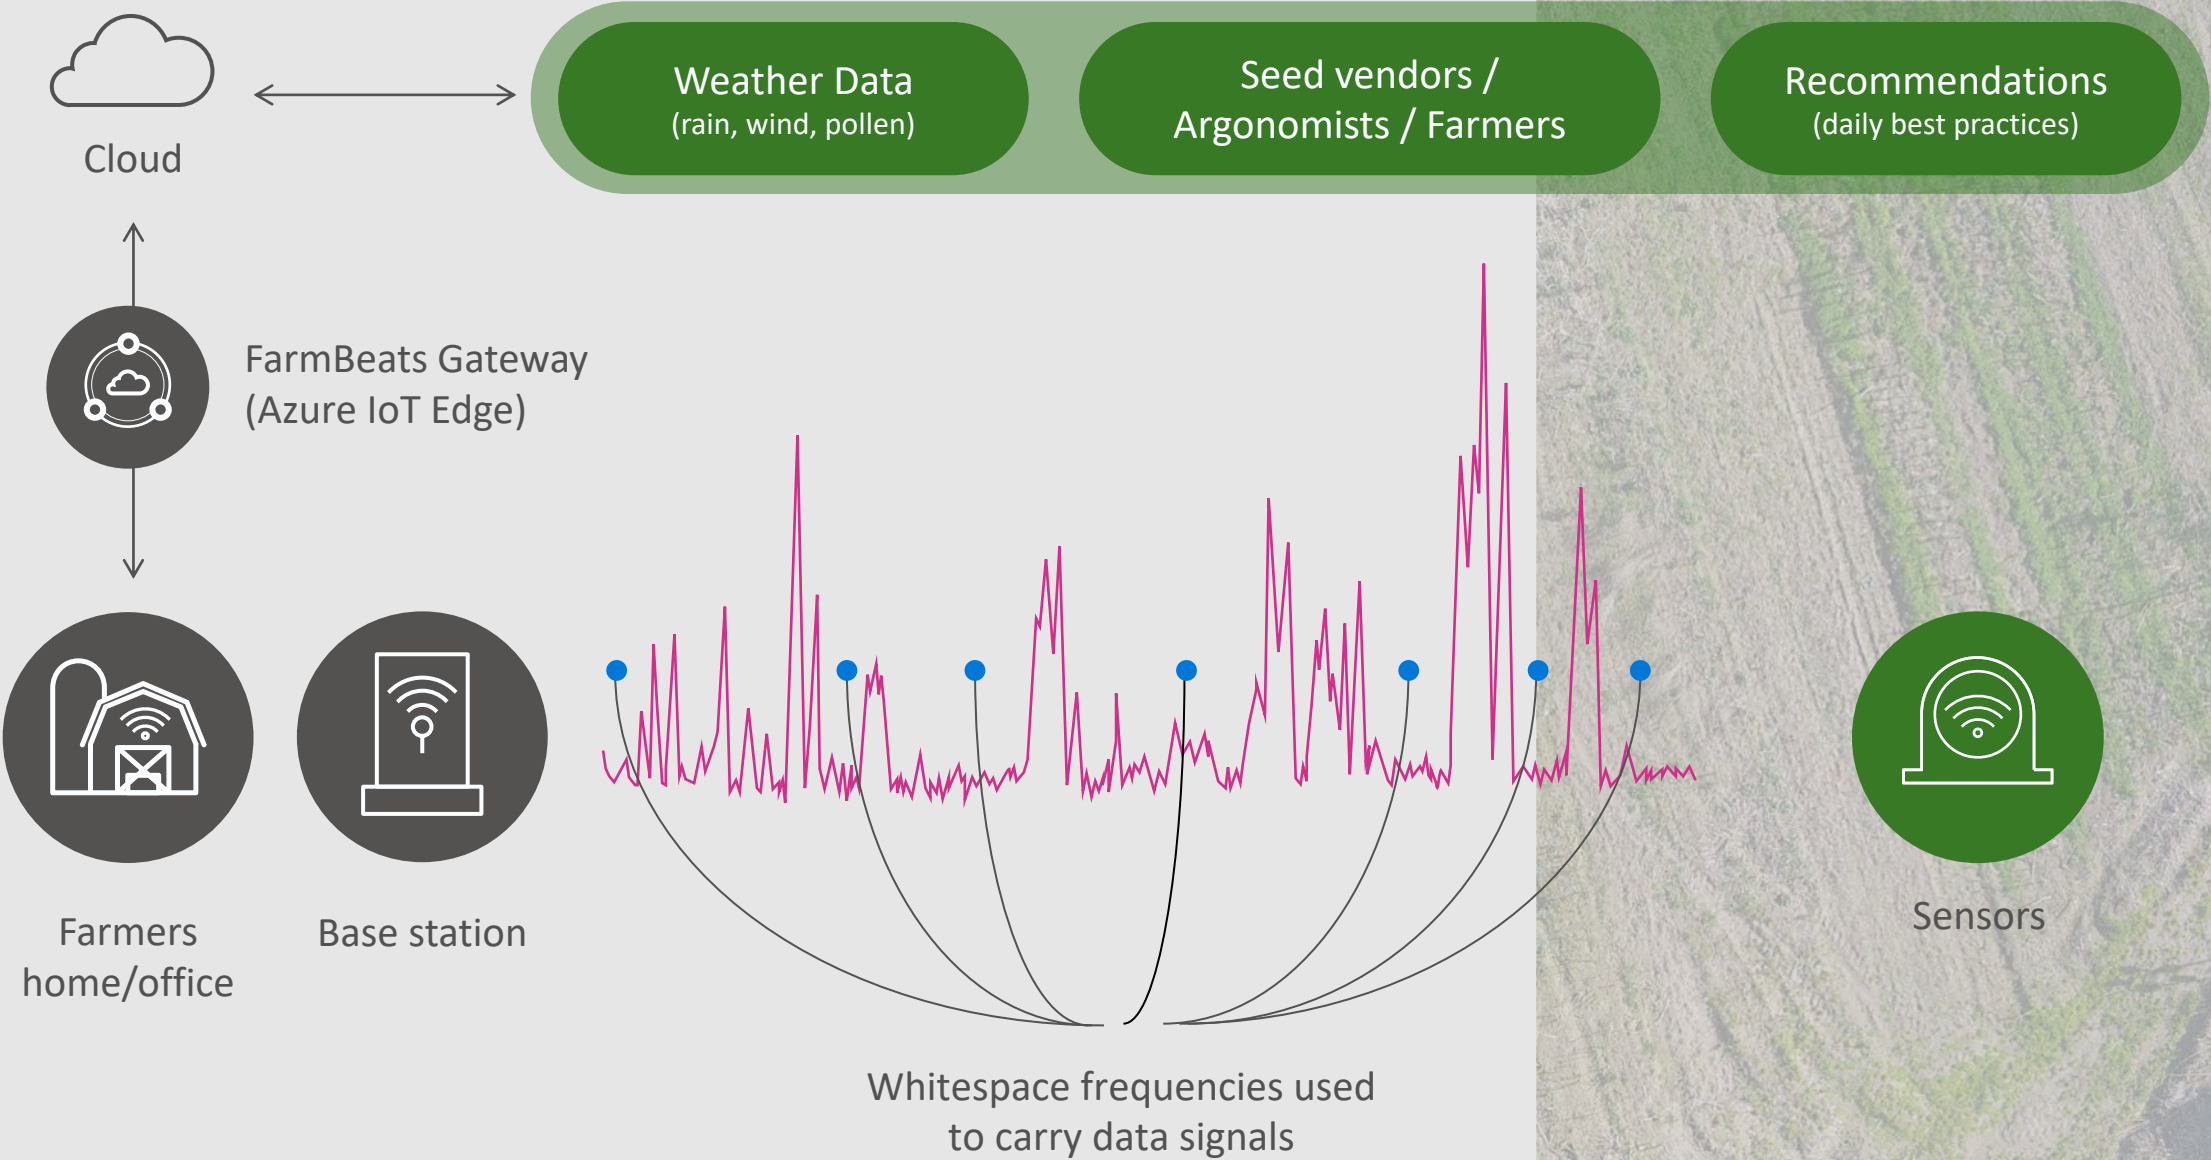 Cloud
Weather Data
(rain, wind, pollen)
Seed vendors /
Argonomists / Farmers
Recommendations
(daily best practices)
FarmBeats Gateway
(Azure IoT Edge)
Farmers
home/office
Base station
Sensors
Whitespace frequencies used
to carry data signals